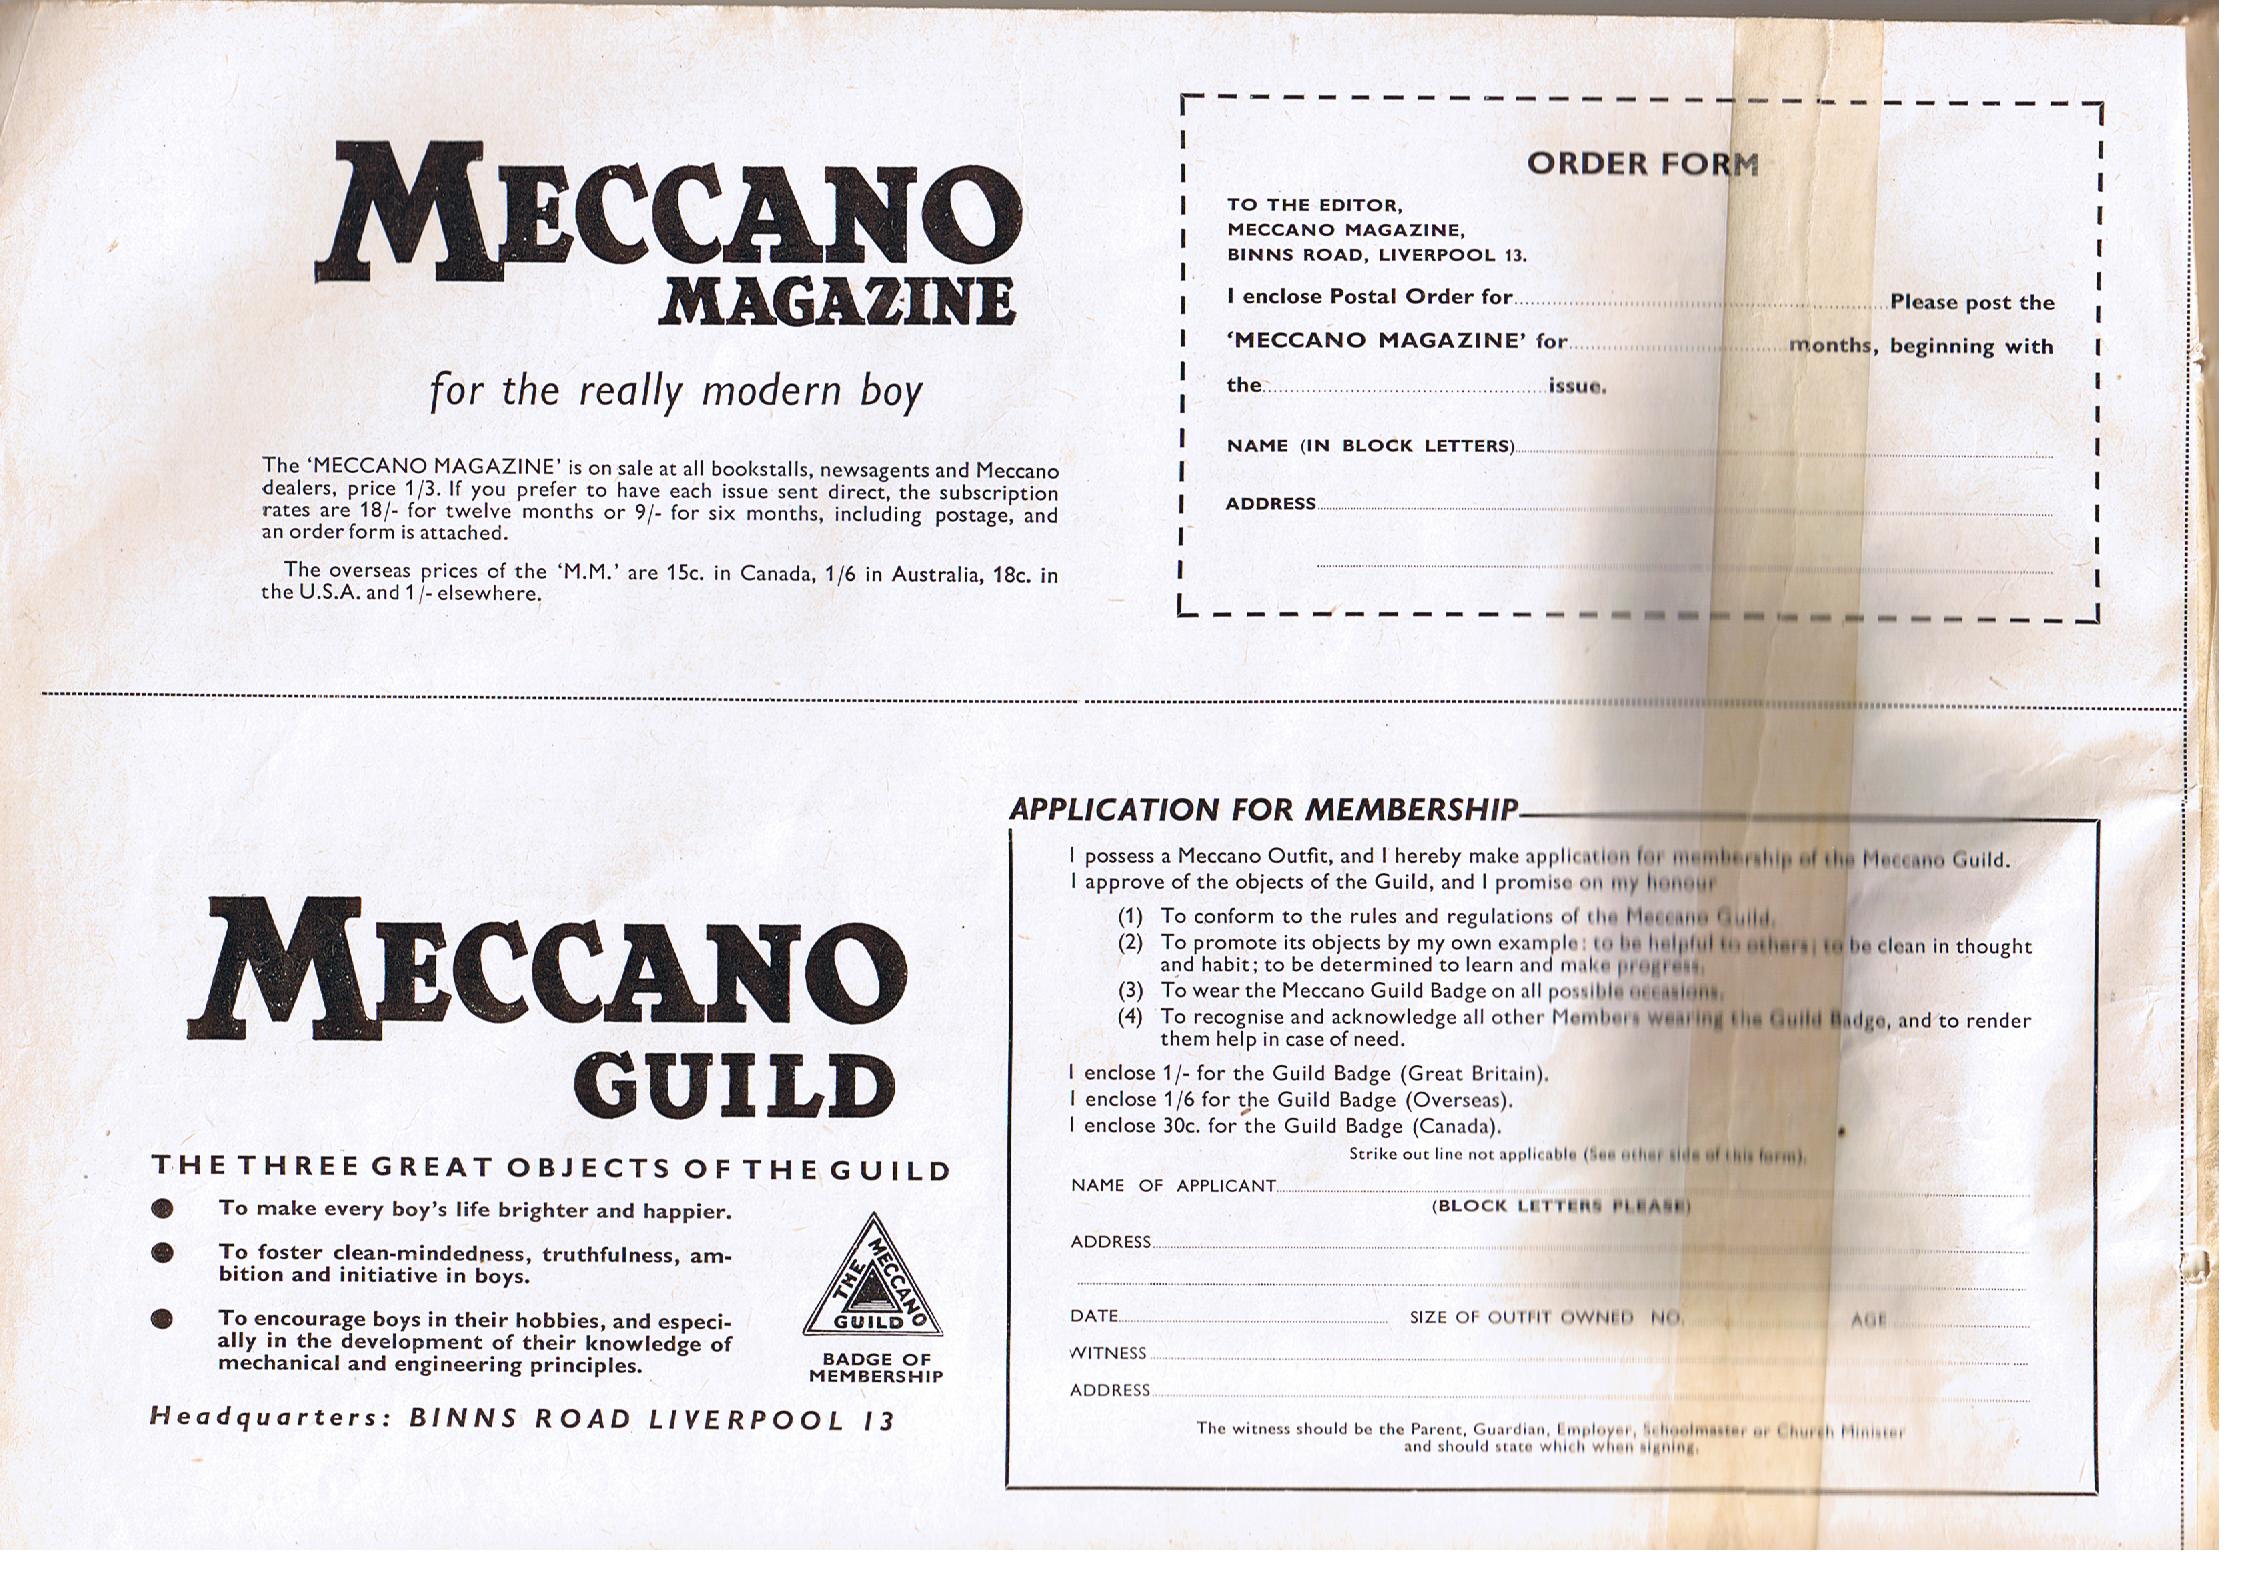 MECCANO
MAGAZINE
for the really modern boy
The ‘MECCANO MAGAZINE’ is on sale at all bookstalls, newsagents and Meccano
dealers, price 1/3. If you prefer to have each issue sent direct, the subscription
rates are 18/- for twelve months or 9/- for six months, including postage, and
an order form is attached.
The overseas prices of the ‘M.M.’ are 15c. in Canada, 1/6 in Australia, 18c. in
the U.S.A. and 1/- elsewhere.
ORDER FORM
TO THE EDITOR,
MECCANO MAGAZINE,
BINNS ROAD, LIVERPOOL 13.
I enclose Postal Order for Please post the
‘MECCANO MAGAZINE’ for months, beginning with
the issue.
NAME (IN BLOCK LETTERS)
ADDRESS
MECCANO
GUILD
THE THREE GREAT OBJECTS OF THE GUILD
● To make every boy’s life brighter and happier.
● To foster clean-mindedness, truthfulness, am-
bition and initiative in boys.
● To encourage boys in their hobbies, and especi-
ally in the development of their knowledge of
mechanical and engineering principles.
THE MECCANO GUILD
BADGE OF
MEMBERSHIP
Headquarters: BINNS ROAD LIVERPOOL 13
APPLICATION FOR MEMBERSHIP
I possess a Meccano Outfit, and I hereby make application for membership of the Meccano Guild.
I approve of the objects of the Guild, and I promise on my honour
(1) To conform to the rules and regulations of the Meccano Guild.
(2) To promote its objects by my own example: to be helpful to others; to be clean in thought
and habit; to be determined to learn and make progress.
(3) To wear the Meccano Guild Badge on all possible occasions.
(4) To recognise and acknowledge all other Members wearing the Guild Badge, and to render
them help in case of need.
I enclose 1/- for the Guild Badge (Great Britain).
I enclose 1/6 for the Guild Badge (Overseas).
I enclose 30c. for the Guild Badge (Canada).
Strike out line not applicable (See other side of this form).
NAME OF APPLICANT
(BLOCK LETTERS PLEASE)
ADDRESS
DATE SIZE OF OUTFIT OWNED NO. AGE
WITNESS
ADDRESS
The witness should be the Parent, Guardian, Employer, Schoolmaster or Church Minister
and should state which when signing.